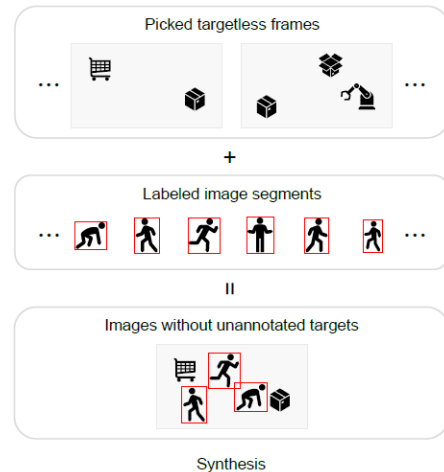 Picked targetless frames
... ...
+
Labeled image segments
... ...
=
Images without unannotated targets
Synthesis